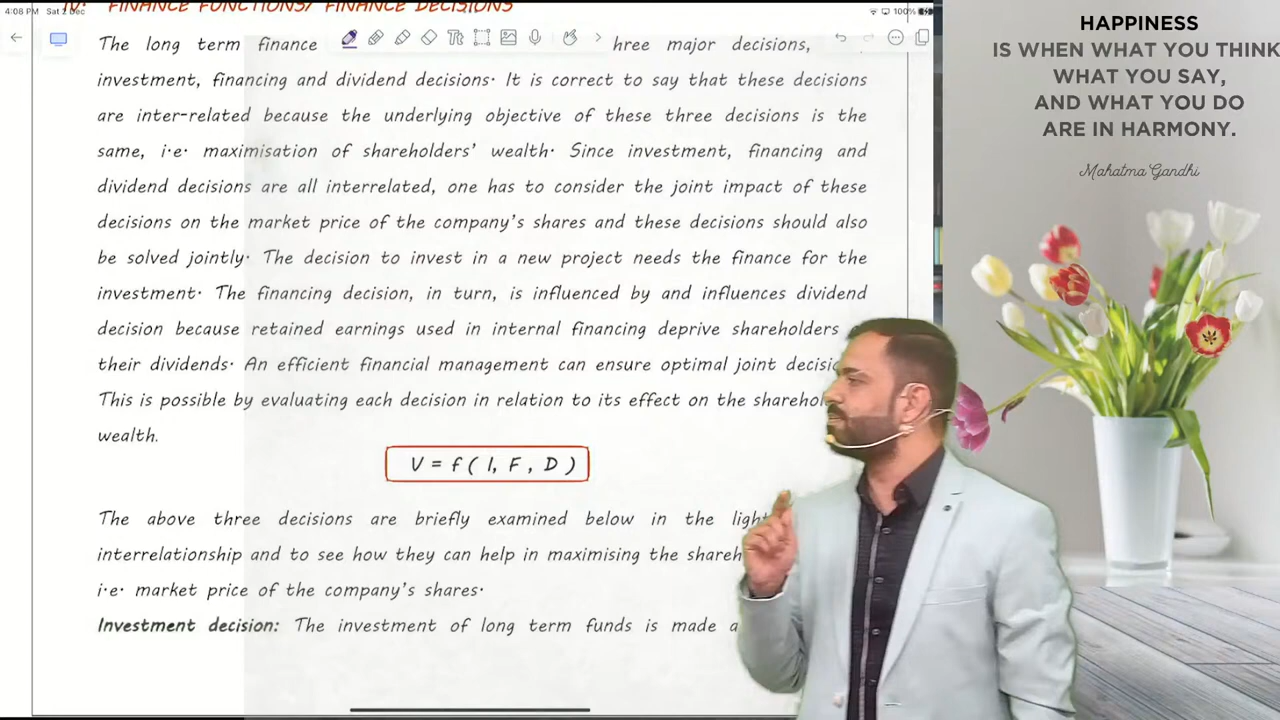 IV. FINANCE FUNCTIONS/ FINANCE DECISIONS
4:08 PM Sat 2 Dec
100%
The long term finance hree major decisions,
investment, financing and dividend decisions· It is correct to say that these decisions
are inter-related because the underlying objective of these three decisions is the
same, i·e· maximisation of shareholders’ wealth· Since investment, financing and
dividend decisions are all interrelated, one has to consider the joint impact of these
decisions on the market price of the company’s shares and these decisions should also
be solved jointly· The decision to invest in a new project needs the finance for the
investment· The financing decision, in turn, is influenced by and influences dividend
decision because retained earnings used in internal financing deprive shareholders
their dividends· An efficient financial management can ensure optimal joint decisi
This is possible by evaluating each decision in relation to its effect on the shareho
wealth.
V = f ( I, F , D )
The above three decisions are briefly examined below in the light
interrelationship and to see how they can help in maximising the shareh
i·e· market price of the company’s shares·
Investment decision: The investment of long term funds is made a
HAPPINESS
IS WHEN WHAT YOU THINK
WHAT YOU SAY,
AND WHAT YOU DO
ARE IN HARMONY.
Mahatma Gandhi